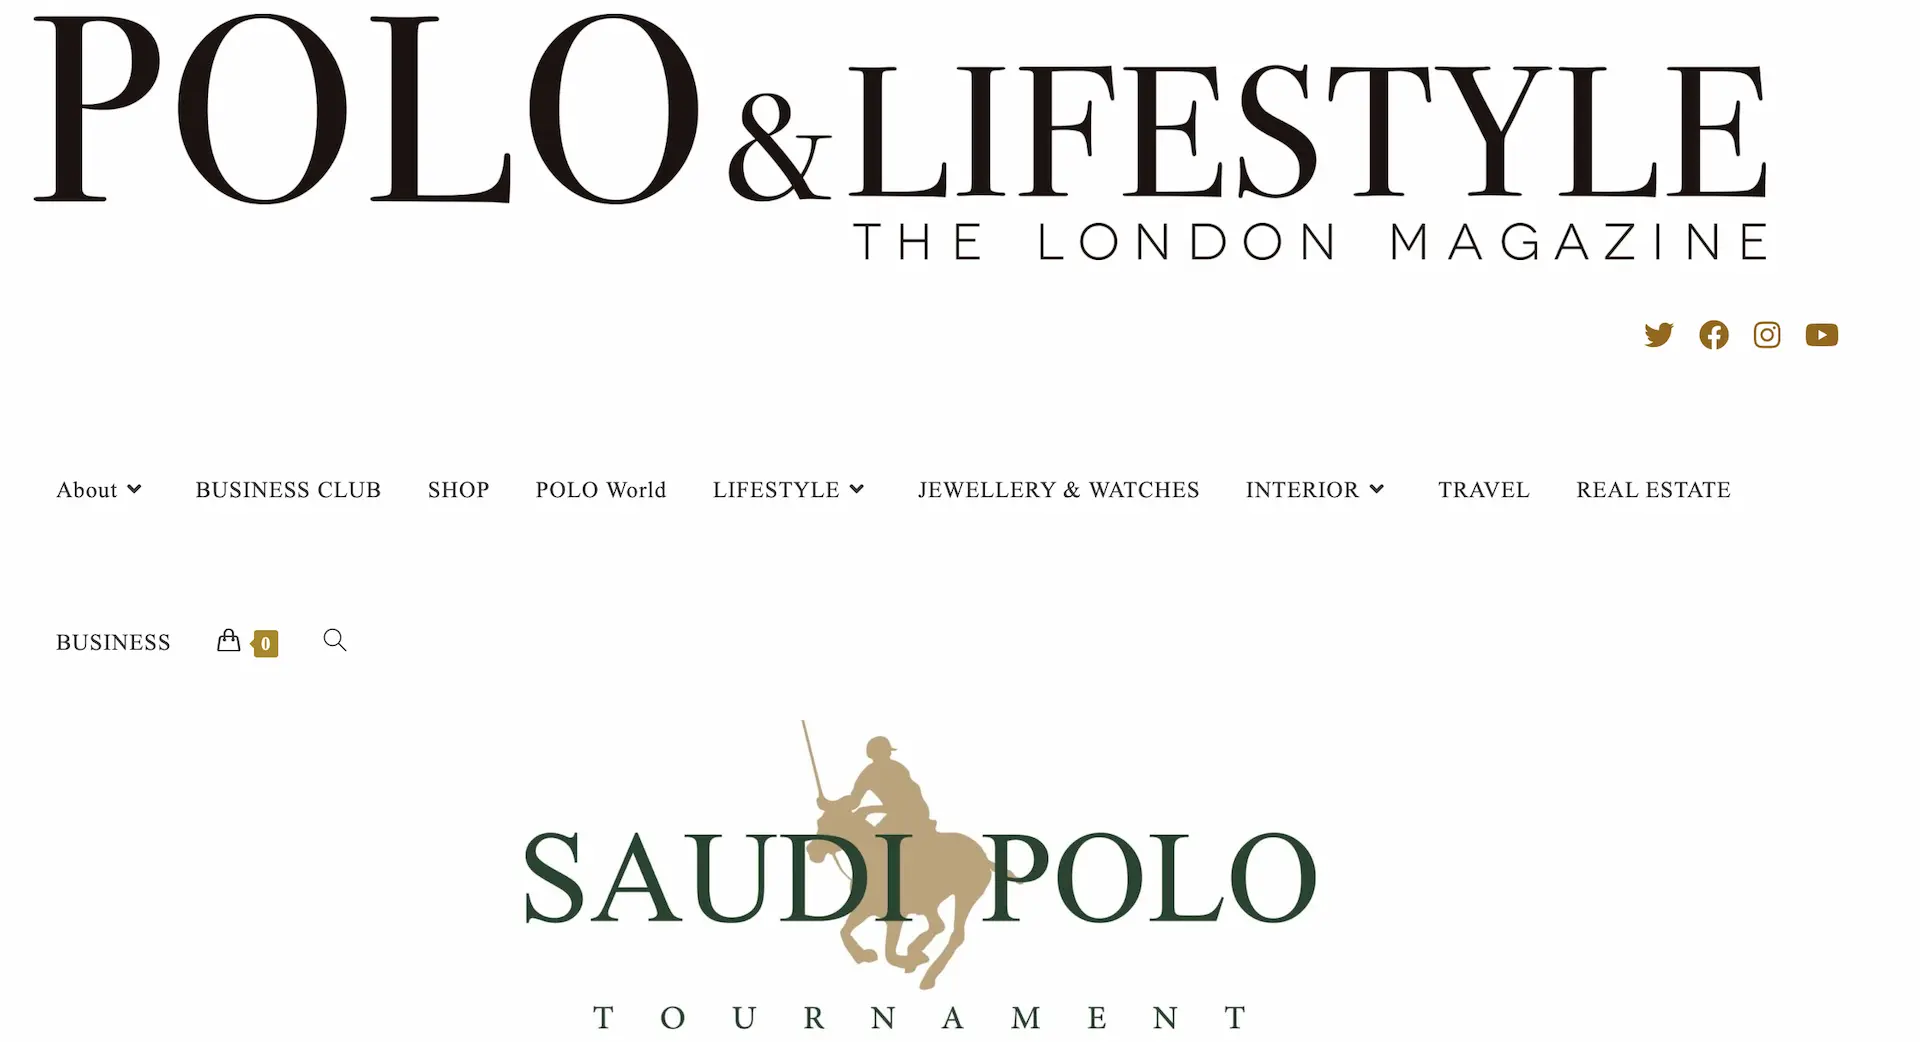 POLO & LIFESTYLE
THE LONDON MAGAZINE
About BUSINESS CLUB SHOP POLO World LIFESTYLE JEWELLERY & WATCHES INTERIOR TRAVEL REAL ESTATE
BUSINESS 0
SAUDI POLO
TOURNAMENT